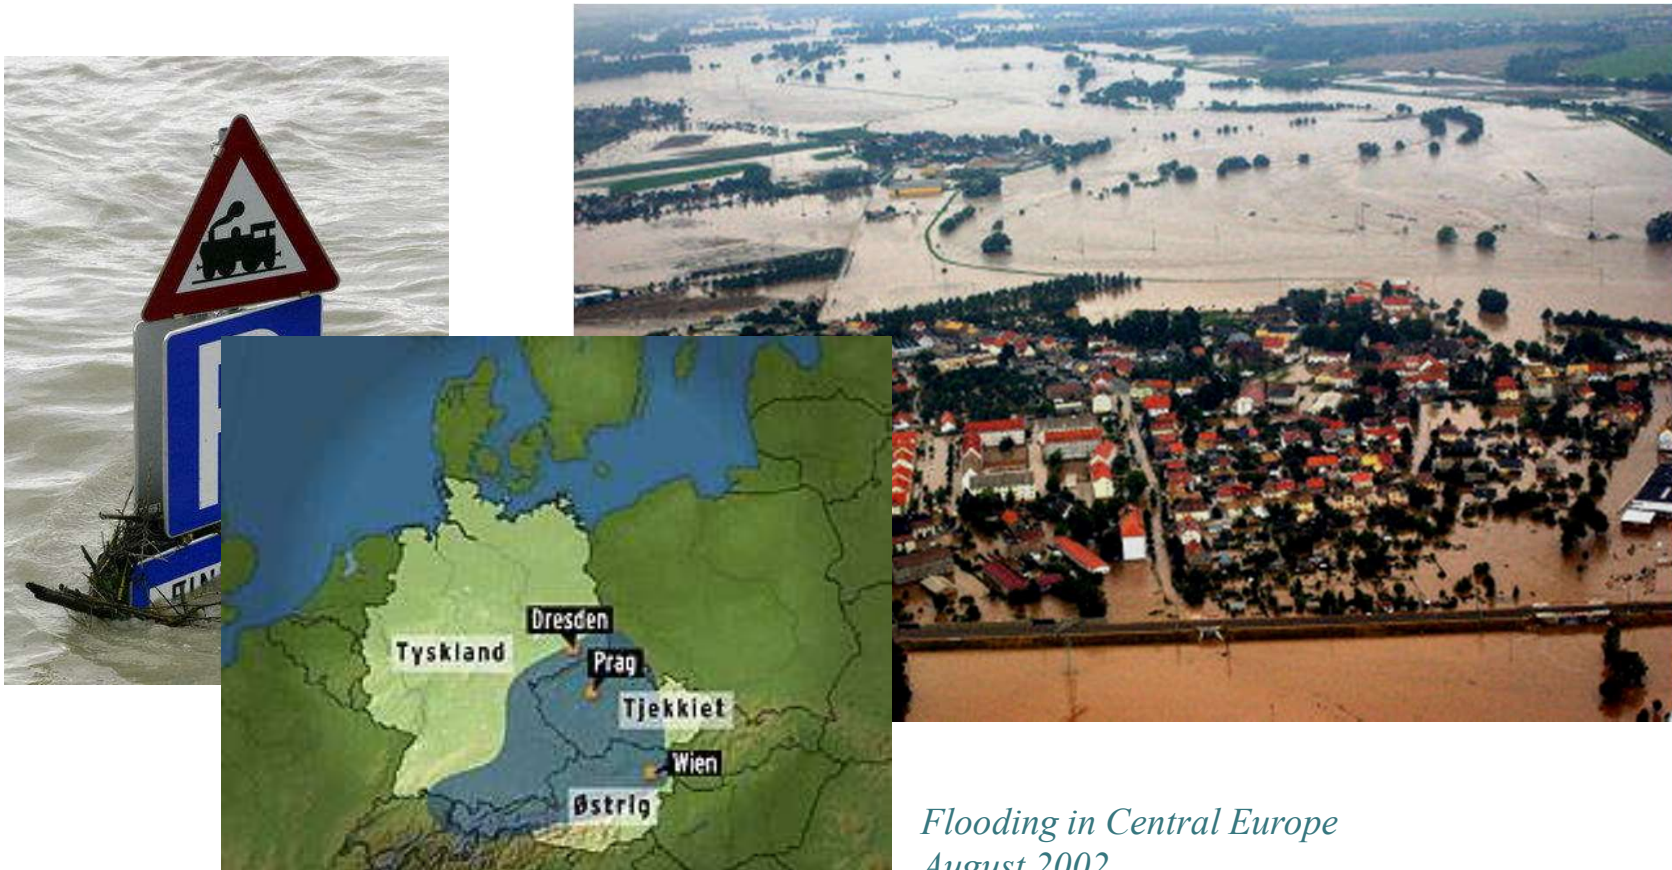 Dresden
Tyskland
Prag
Tjekkiet
Wien
Østrig
Flooding in Central Europe
August 2002